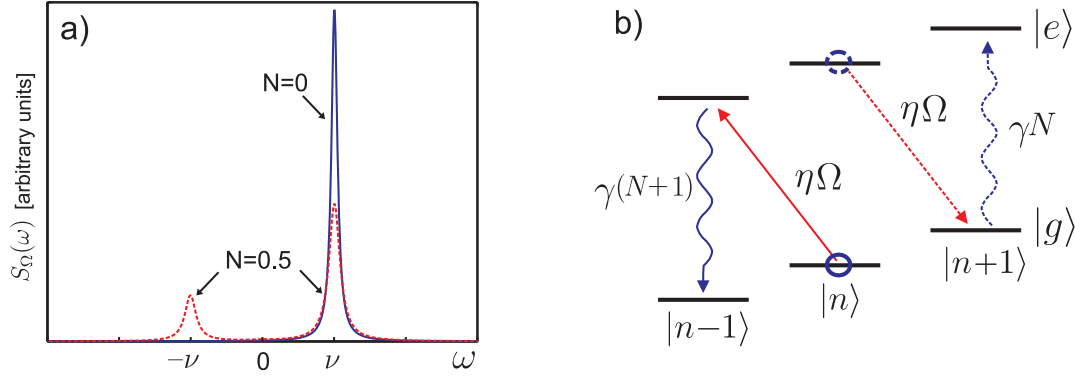 a)
N=0
N=0.5
S_Ω(ω) [arbitrary units]
−ν
0
ν
ω
b)
|e⟩
ηΩ
γN
γ(N+1)
ηΩ
|g⟩
|n+1⟩
|n⟩
|n−1⟩